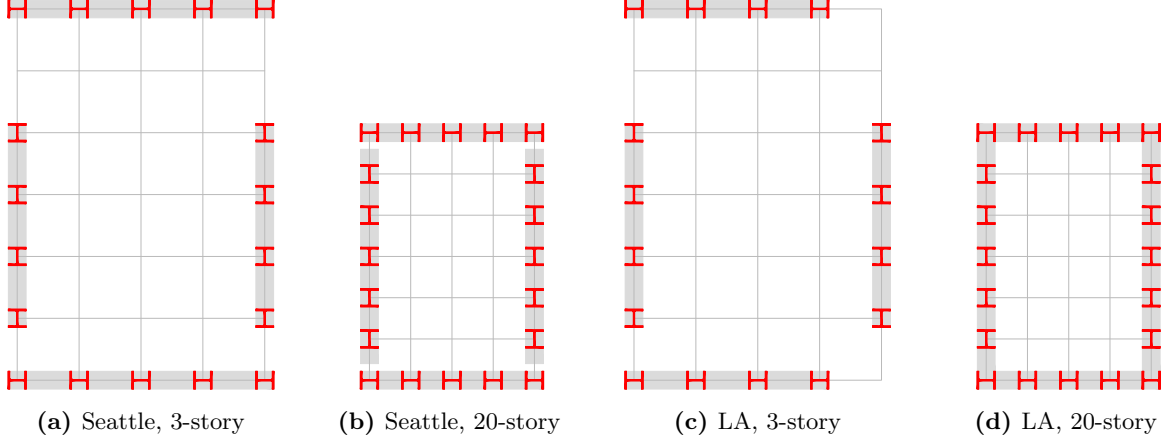 (a) Seattle, 3-story
(b) Seattle, 20-story
(c) LA, 3-story
(d) LA, 20-story